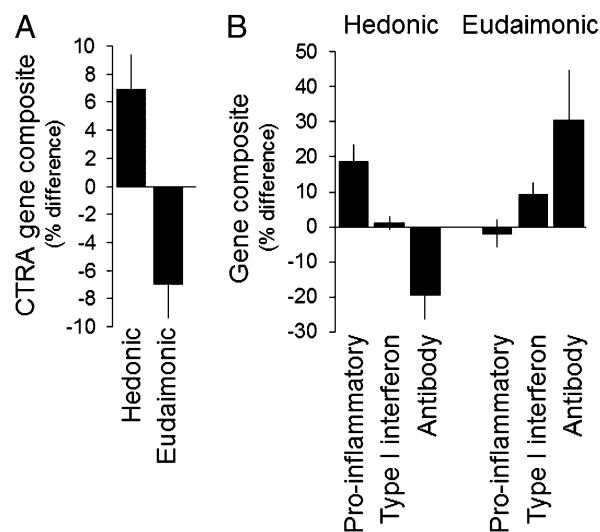 A
CTRA gene composite
(% difference)
10
8
6
4
2
0
-2
-4
-6
-8
-10
Hedonic
Eudaimonic
B
Hedonic Eudaimonic
Gene composite
(% difference)
50
40
30
20
10
0
-10
-20
-30
Pro-inflammatory
Type I interferon
Antibody
Pro-inflammatory
Type I interferon
Antibody